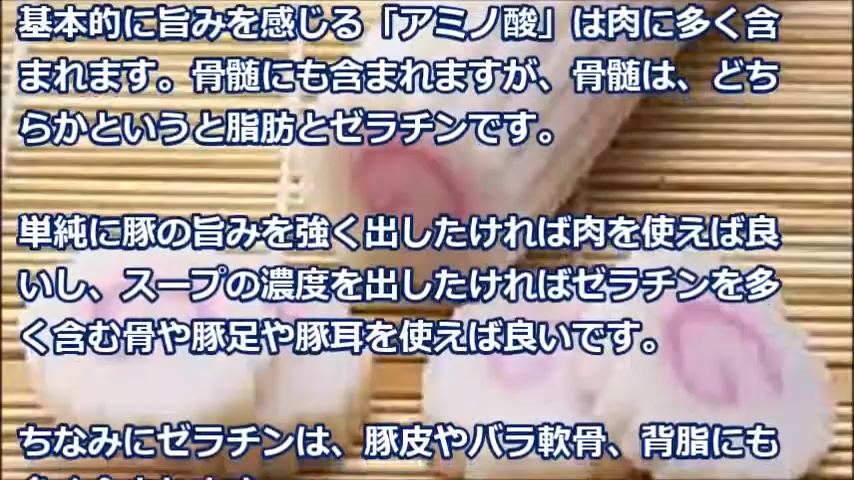 基本的に旨みを感じる「アミノ酸」は肉に多く含
まれます。骨髄にも含まれますが、骨髄は、どち
らかというと脂肪とゼラチンです。
単純に豚の旨みを強く出したければ肉を使えば良
いし、スープの濃度を出したければゼラチンを多
く含む骨や豚足や豚耳を使えば良いです。
ちなみにゼラチンは、豚皮やバラ軟骨、背脂にも